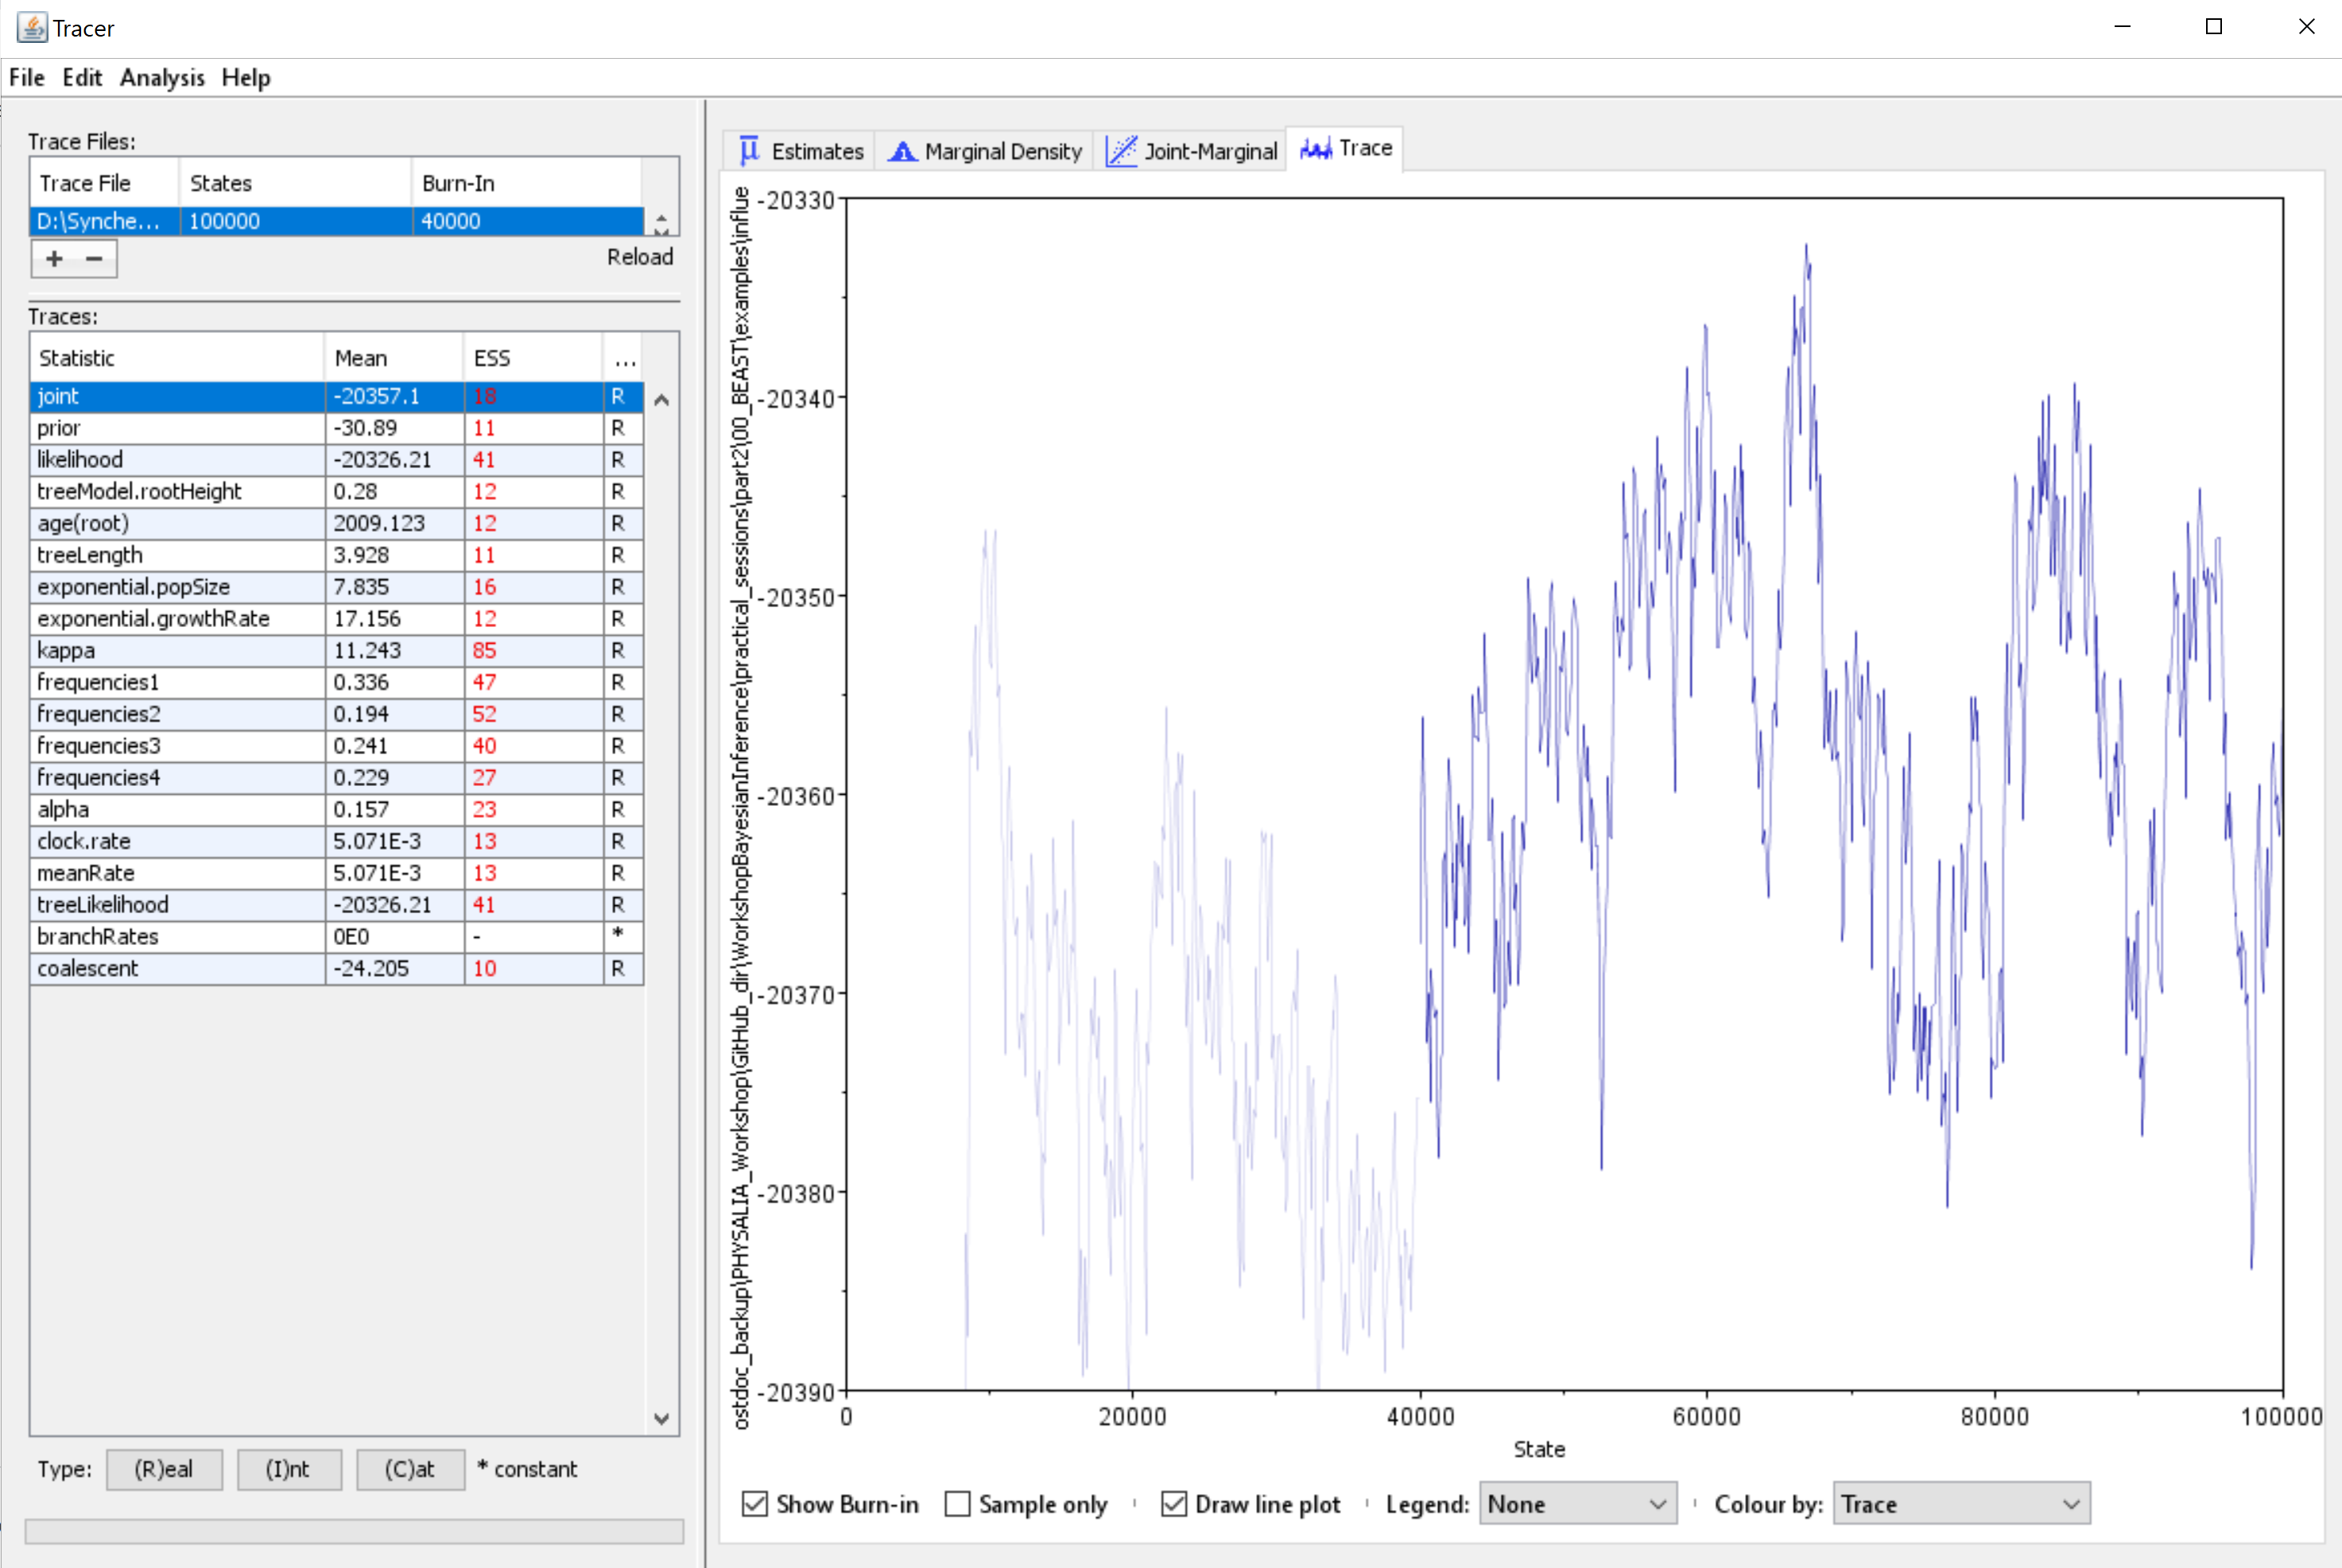 Tracer
File Edit Analysis Help
Trace Files:
Trace File States Burn-In
D:\Synche... 100000 40000
+ −
Reload
Traces:
Statistic Mean ESS ...
joint -20357.1 18 R
prior -30.89 11 R
likelihood -20326.21 41 R
treeModel.rootHeight 0.28 12 R
age(root) 2009.123 12 R
treeLength 3.928 11 R
exponential.popSize 7.835 16 R
exponential.growthRate 17.156 12 R
kappa 11.243 85 R
frequencies1 0.336 47 R
frequencies2 0.194 52 R
frequencies3 0.241 40 R
frequencies4 0.229 27 R
alpha 0.157 23 R
clock.rate 5.071E-3 13 R
meanRate 5.071E-3 13 R
treeLikelihood -20326.21 41 R
branchRates 0E0 - *
coalescent -24.205 10 R
Type: (R)eal (I)nt (C)at * constant
Estimates Marginal Density Joint-Marginal Trace
ostdoc_backup\PHYSALIA_Workshop\GitHub_dir\WorkshopBayesianInference\practical_sessions\part2\00_BEAST\examples\influe
-20330
-20340
-20350
-20360
-20370
-20380
-20390
0 20000 40000 60000 80000 100000
State
Show Burn-in Sample only Draw line plot Legend: None Colour by: Trace